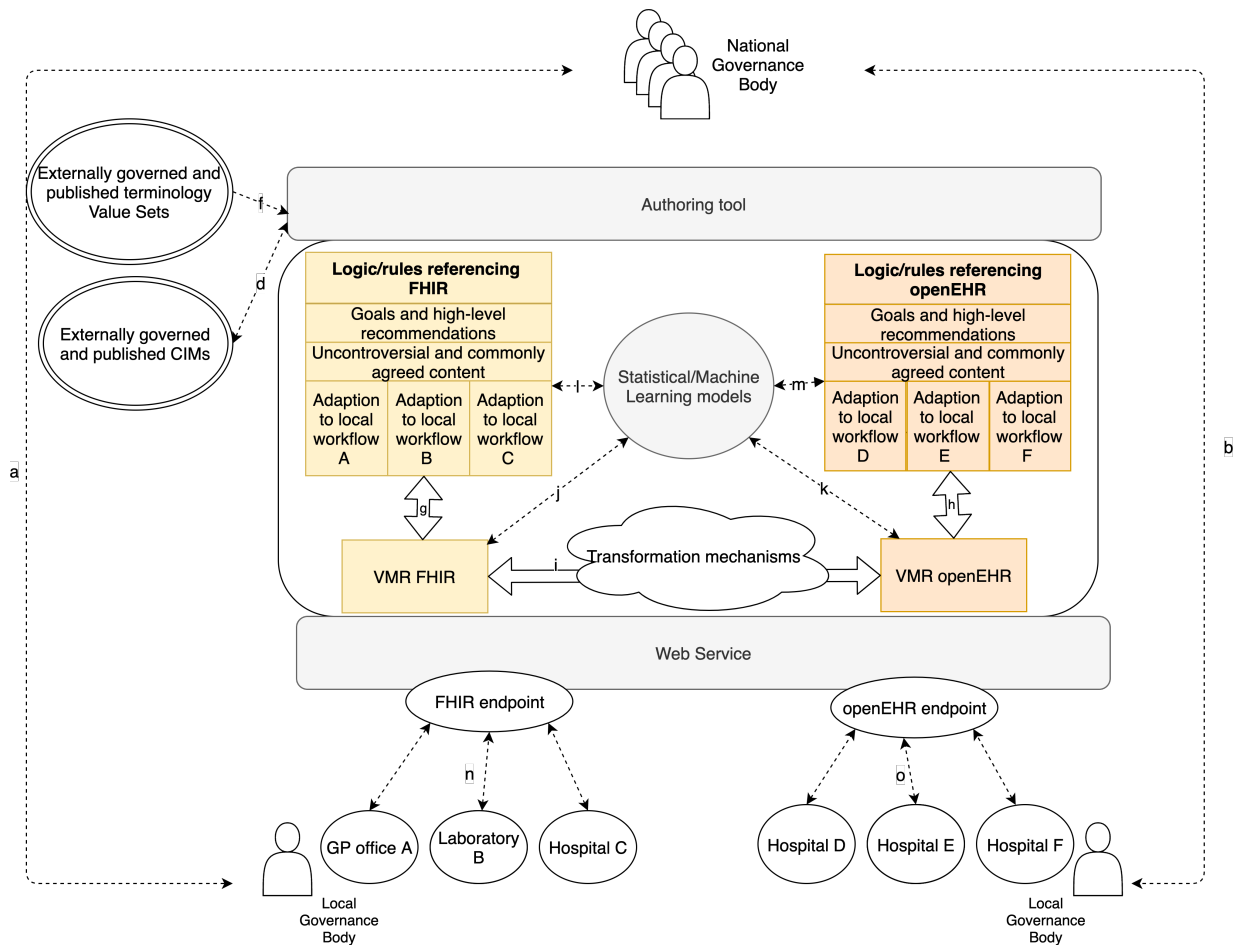 National
Governance
Body
Externally governed and
published terminology
Value Sets
f
Authoring tool
d
Externally governed
and published CIMs
Logic/rules referencing
FHIR
Goals and high-level
recommendations
Uncontroversial and commonly
agreed content
Adaption
to local
workflow
A
Adaption
to local
workflow
B
Adaption
to local
workflow
C
l
Statistical/Machine
Learning models
m
Logic/rules referencing
openEHR
Goals and high-level
recommendations
Uncontroversial and commonly
agreed content
Adaption
to local
workflow
D
Adaption
to local
workflow
E
Adaption
to local
workflow
F
a
b
g
j
k
h
VMR FHIR
i
Transformation mechanisms
VMR openEHR
Web Service
FHIR endpoint
openEHR endpoint
n
o
GP office A
Laboratory
B
Hospital C
Hospital D
Hospital E
Hospital F
Local
Governance
Body
Local
Governance
Body